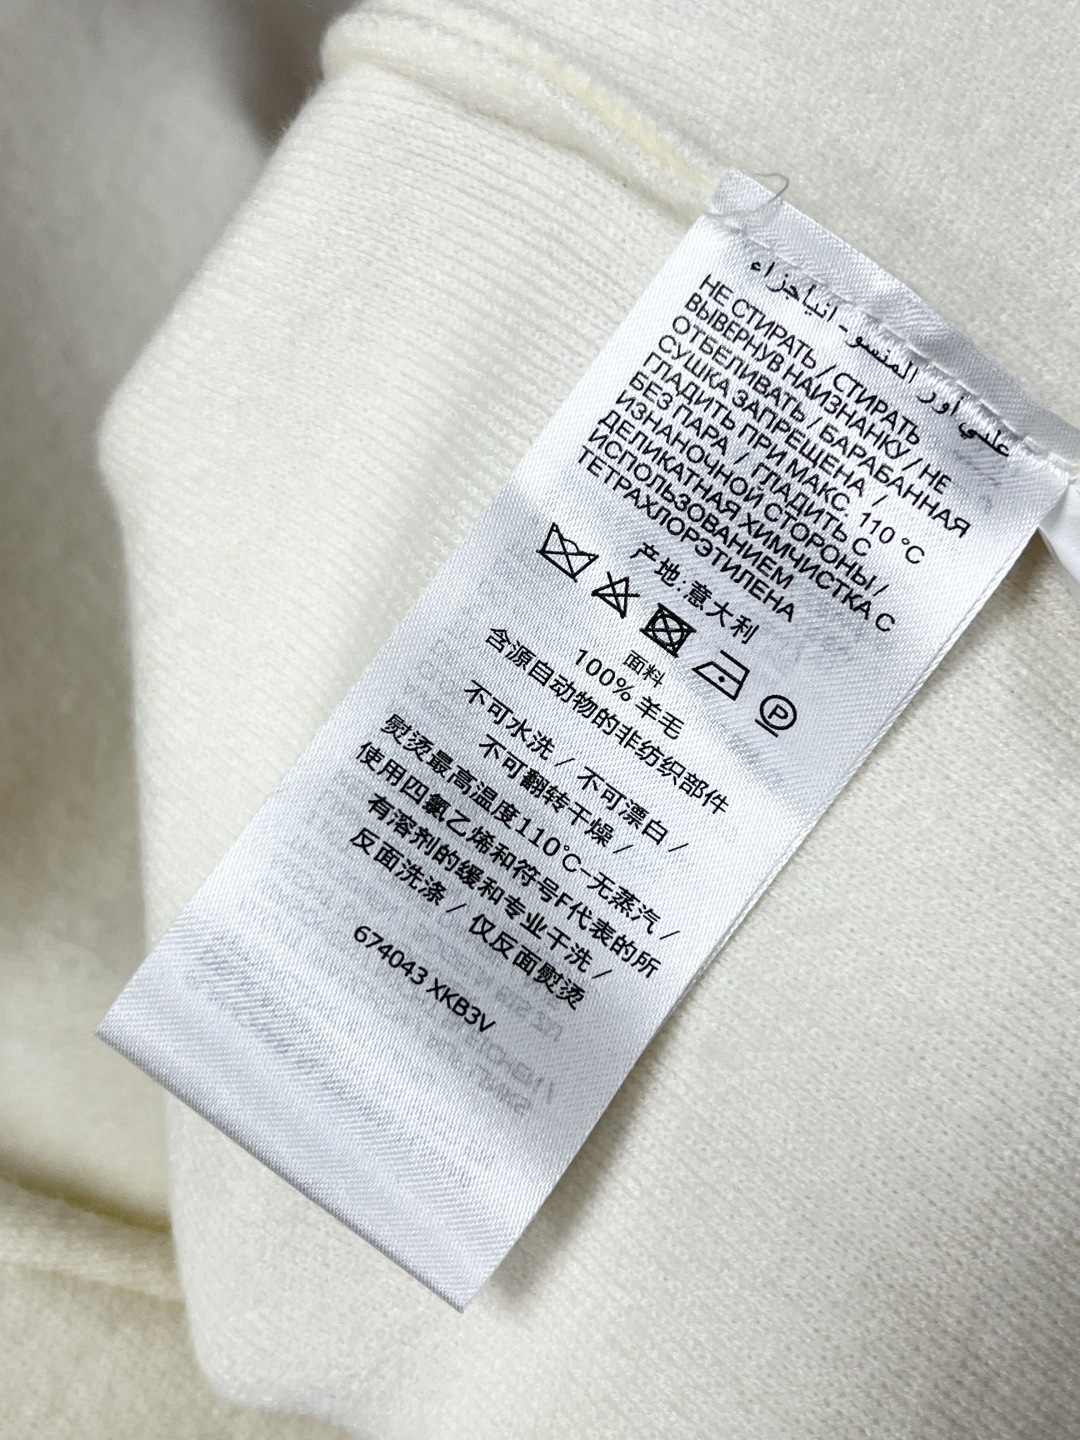 НЕ СТИРАТЬ / СТИРАТЬ
ВЫВЕРНУВ НАИЗНАНКУ / НЕ
ОТБЕЛИВАТЬ / БАРАБАННАЯ
СУШКА ЗАПРЕЩЕНА /
ГЛАДИТЬ ПРИ МАКС. 110 °C
БЕЗ ПАРА / ГЛАДИТЬ С
ИЗНАНОЧНОЙ СТОРОНЫ /
ДЕЛИКАТНАЯ ХИМЧИСТКА С
ИСПОЛЬЗОВАНИЕМ
ТЕТРАХЛОРЭТИЛЕНА
产地:意大利
P
面料
100% 羊毛
含源自动物的非纺织部件
不可水洗 / 不可漂白 /
不可翻转干燥 /
熨烫最高温度110℃–无蒸汽 /
使用四氯乙烯和符号F代表的所
有溶剂的缓和专业干洗 /
反面洗涤 / 仅反面熨烫
674043 XKB3V